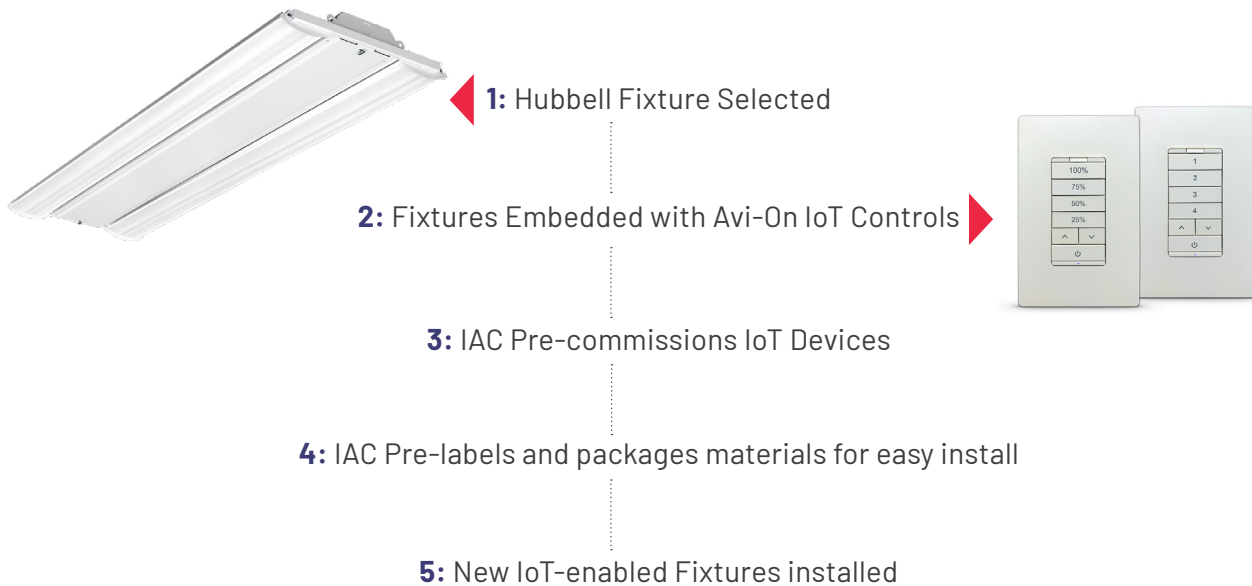 1: Hubbell Fixture Selected
2: Fixtures Embedded with Avi-On IoT Controls
100%
75%
50%
25%
1
2
3
4
3: IAC Pre-commissions IoT Devices
4: IAC Pre-labels and packages materials for easy install
5: New IoT-enabled Fixtures installed